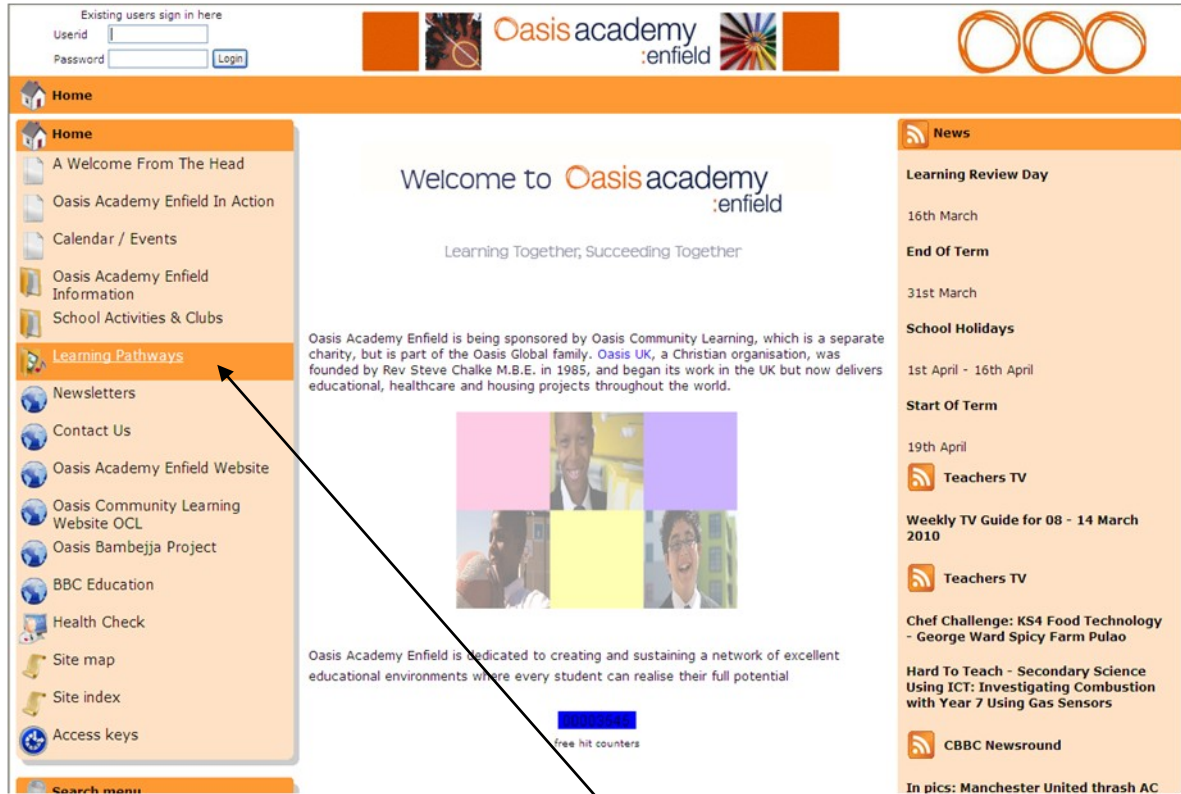 Existing users sign in here
Userid
Password
Login
Oasis academy
:enfield
Home
Home
A Welcome From The Head
Oasis Academy Enfield In Action
Calendar / Events
Oasis Academy Enfield
Information
School Activities & Clubs
Learning Pathways
Newsletters
Contact Us
Oasis Academy Enfield Website
Oasis Community Learning
Website OCL
Oasis Bambejja Project
BBC Education
Health Check
Site map
Site index
Access keys
Search menu
Welcome to Oasis academy
:enfield
Learning Together, Succeeding Together
Oasis Academy Enfield is being sponsored by Oasis Community Learning, which is a separate
charity, but is part of the Oasis Global family. Oasis UK, a Christian organisation, was
founded by Rev Steve Chalke M.B.E. in 1985, and began its work in the UK but now delivers
educational, healthcare and housing projects throughout the world.
Oasis Academy Enfield is dedicated to creating and sustaining a network of excellent
educational environments where every student can realise their full potential
free hit counters
News
Learning Review Day
16th March
End Of Term
31st March
School Holidays
1st April - 16th April
Start Of Term
19th April
Teachers TV
Weekly TV Guide for 08 - 14 March
2010
Teachers TV
Chef Challenge: KS4 Food Technology
- George Ward Spicy Farm Pulao
Hard To Teach - Secondary Science
Using ICT: Investigating Combustion
with Year 7 Using Gas Sensors
CBBC Newsround
In pics: Manchester United thrash AC